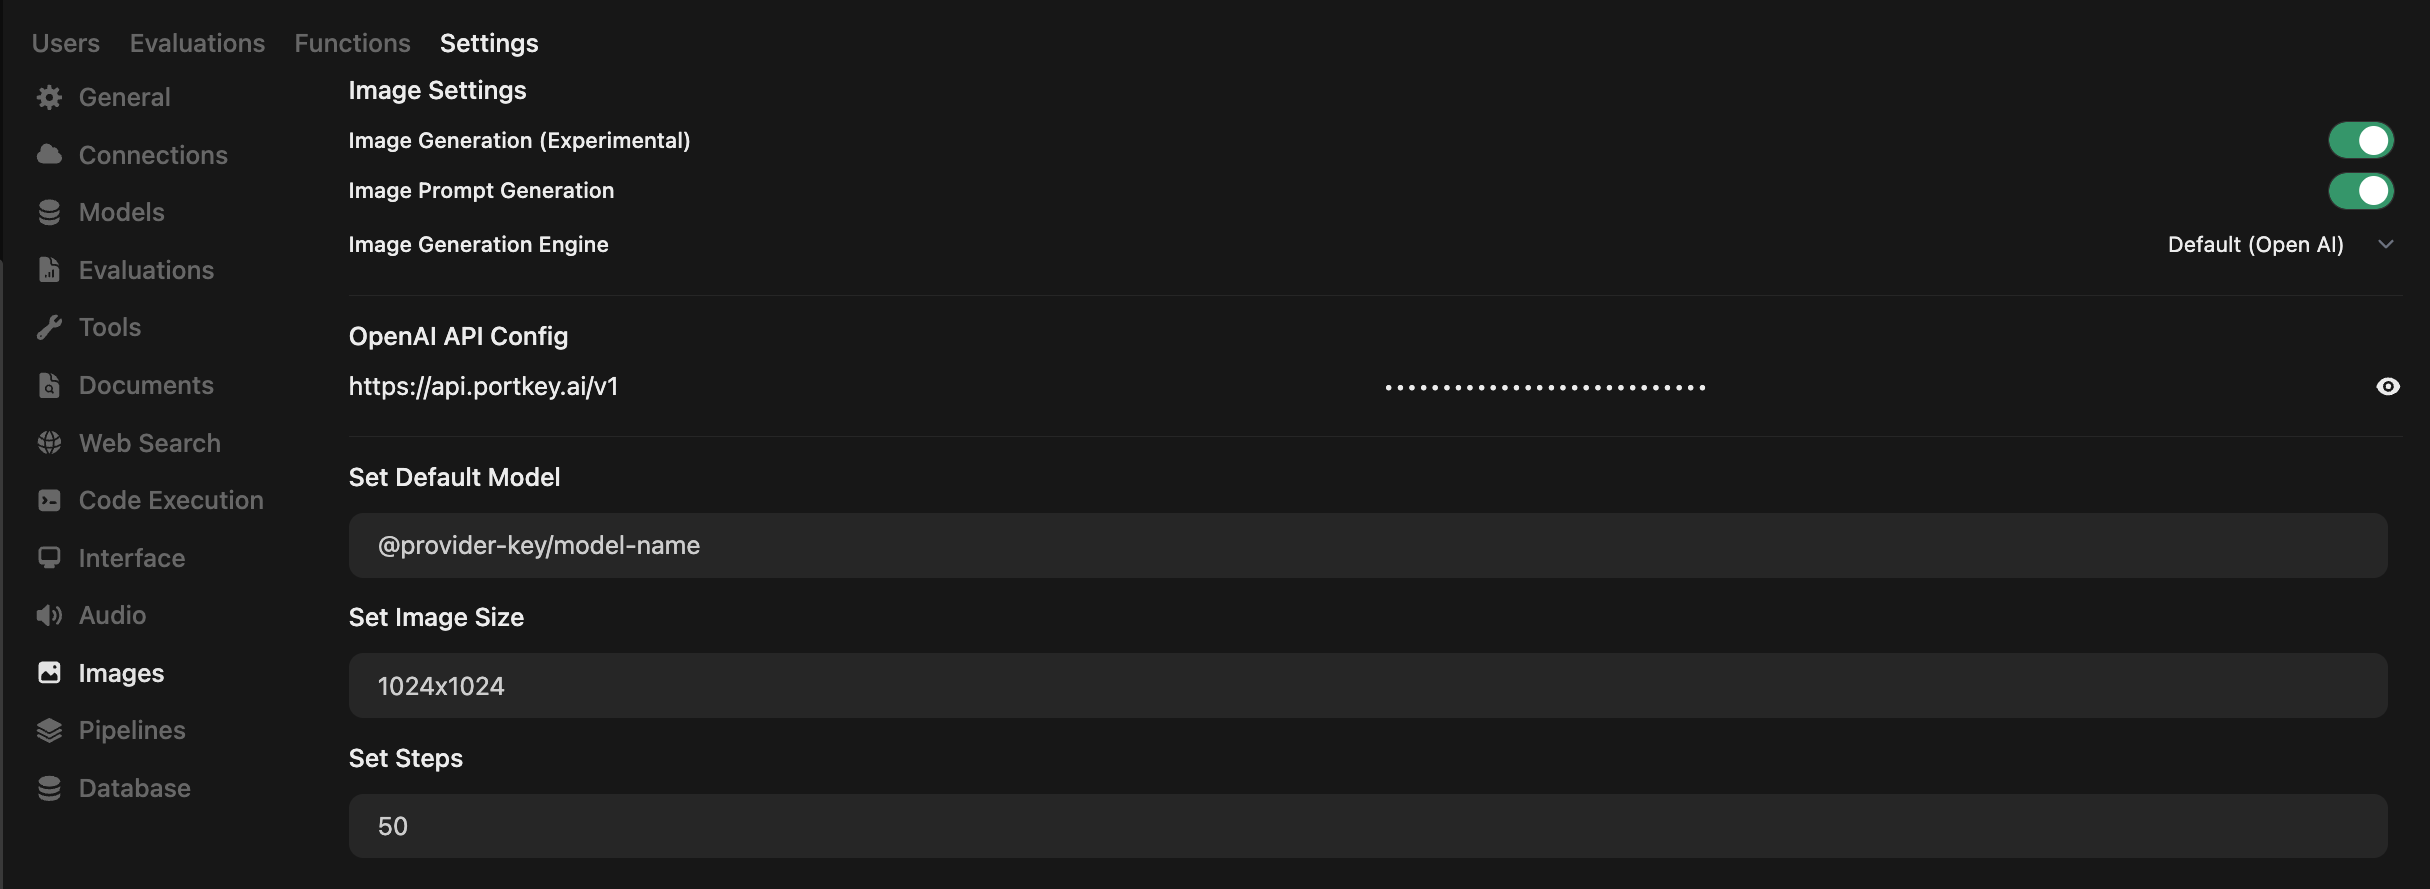 Users Evaluations Functions Settings
General
Connections
Models
Evaluations
Tools
Documents
Web Search
Code Execution
Interface
Audio
Images
Pipelines
Database
Image Settings
Image Generation (Experimental)
Image Prompt Generation
Image Generation Engine Default (Open AI)
OpenAI API Config
https://api.portkey.ai/v1 ••••••••••••••••••••••••••••
Set Default Model
@provider-key/model-name
Set Image Size
1024x1024
Set Steps
50